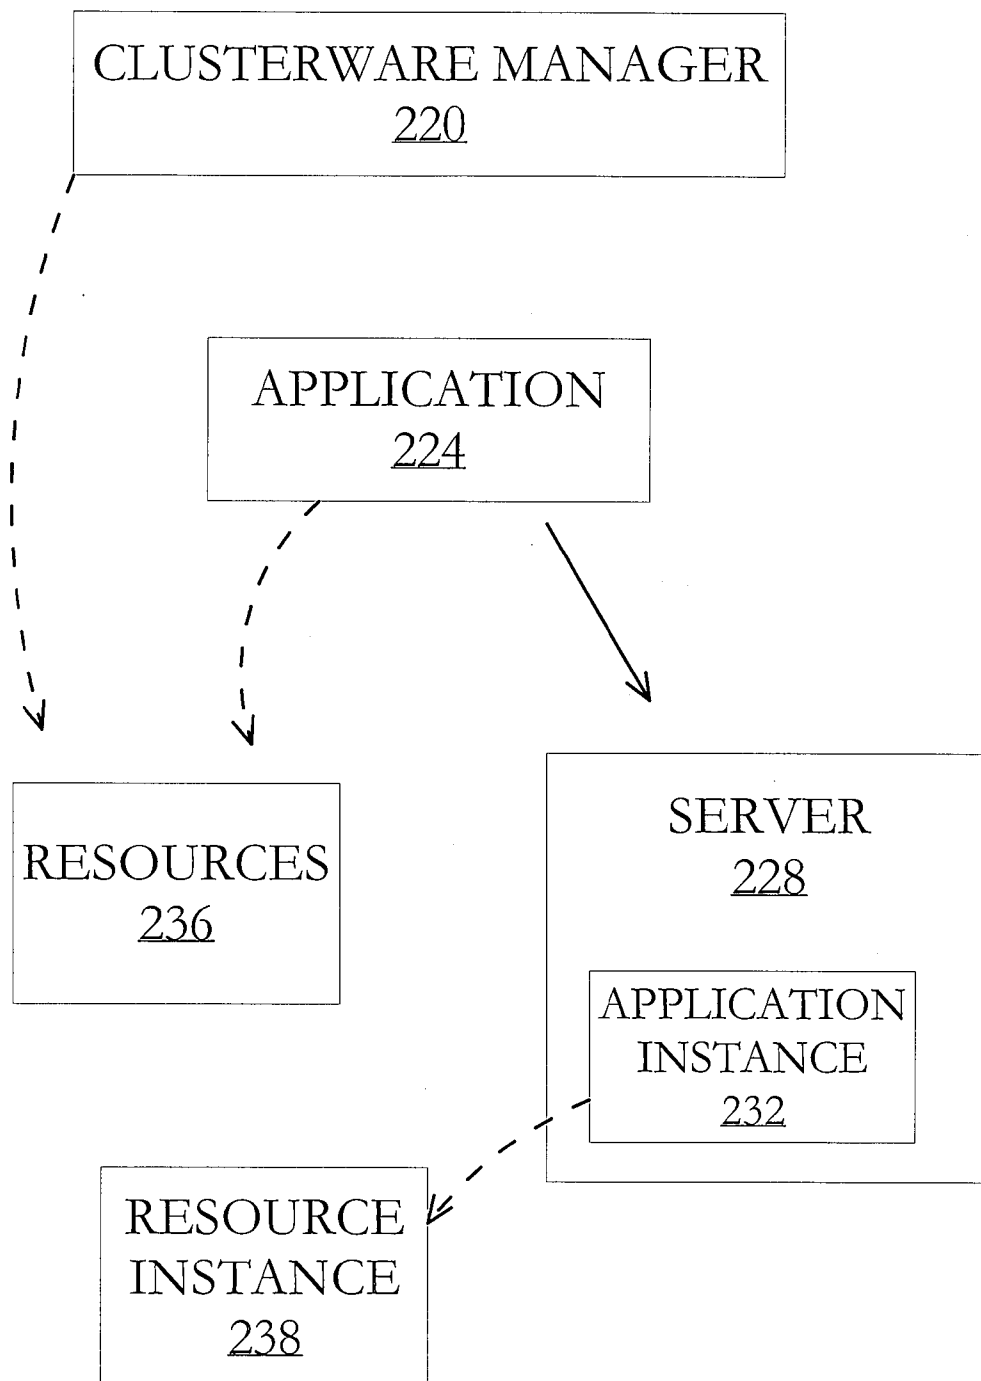 CLUSTERWARE MANAGER
220
APPLICATION
224
RESOURCES
236
SERVER
228
APPLICATION
INSTANCE
232
RESOURCE
INSTANCE
238